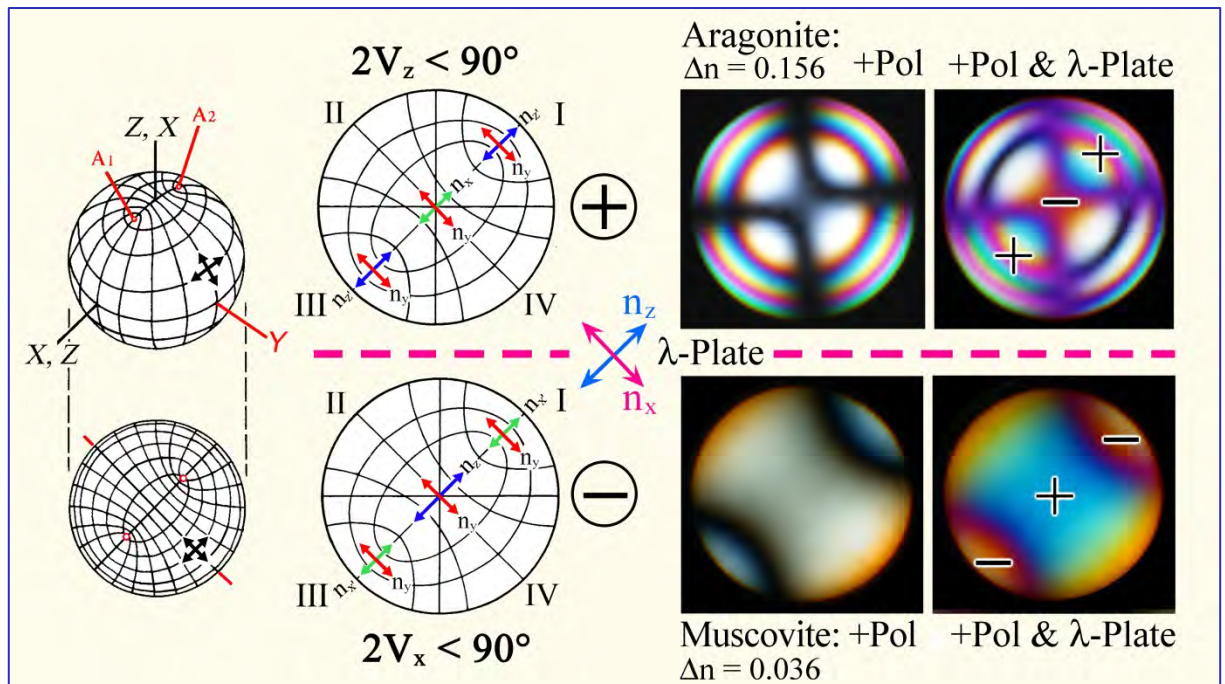 2Vz < 90°
Aragonite:
Δn = 0.156 +Pol +Pol & λ-Plate
Z, X
A1
A2
X, Z
Y
II
I
III
IV
nz'
ny
nx
ny
nz'
ny
+
+
−
+
nz
nx
λ-Plate
II
I
III
IV
nx'
ny
nz
ny
nx'
ny
−
−
+
−
2Vx < 90°
Muscovite: +Pol +Pol & λ-Plate
Δn = 0.036